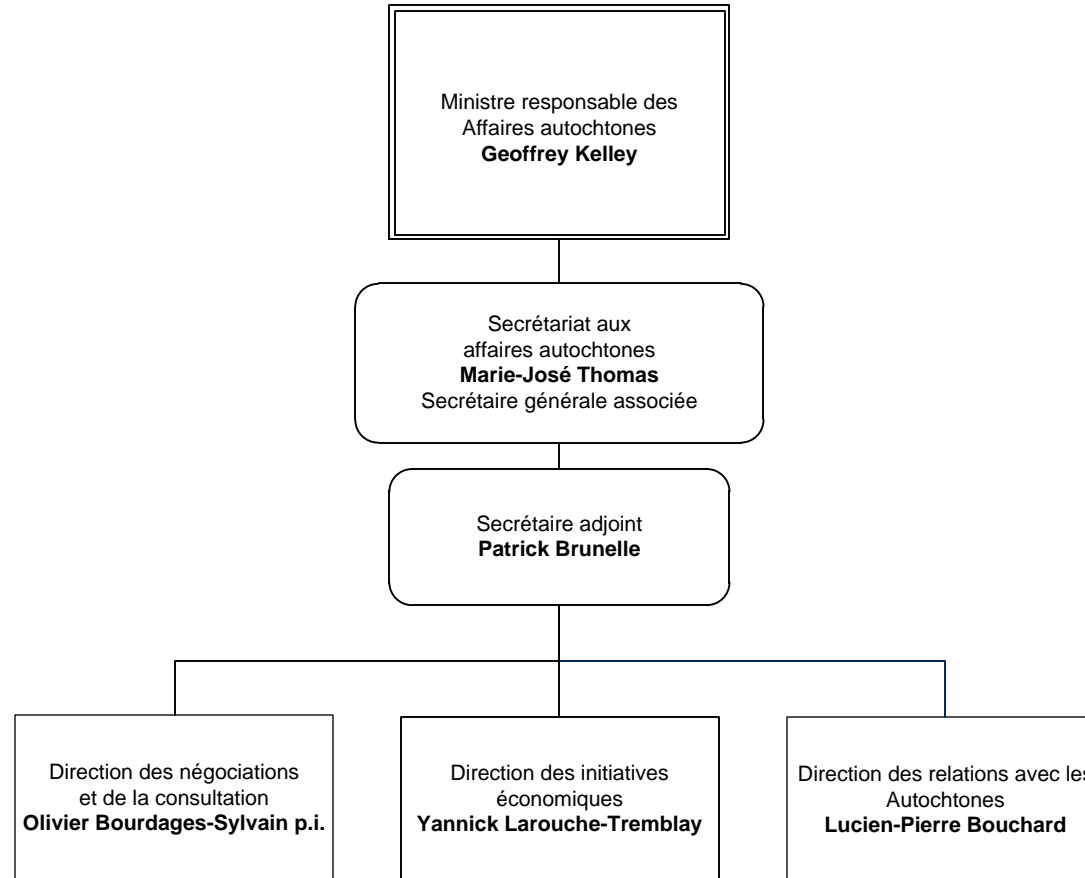 Ministre responsable des
Affaires autochtones
Geoffrey Kelley
Secrétariat aux
affaires autochtones
Marie-José Thomas
Secrétaire générale associée
Secrétaire adjoint
Patrick Brunelle
Direction des négociations
et de la consultation
Olivier Bourdages-Sylvain p.i.
Direction des initiatives
économiques
Yannick Larouche-Tremblay
Direction des relations avec les
Autochtones
Lucien-Pierre Bouchard